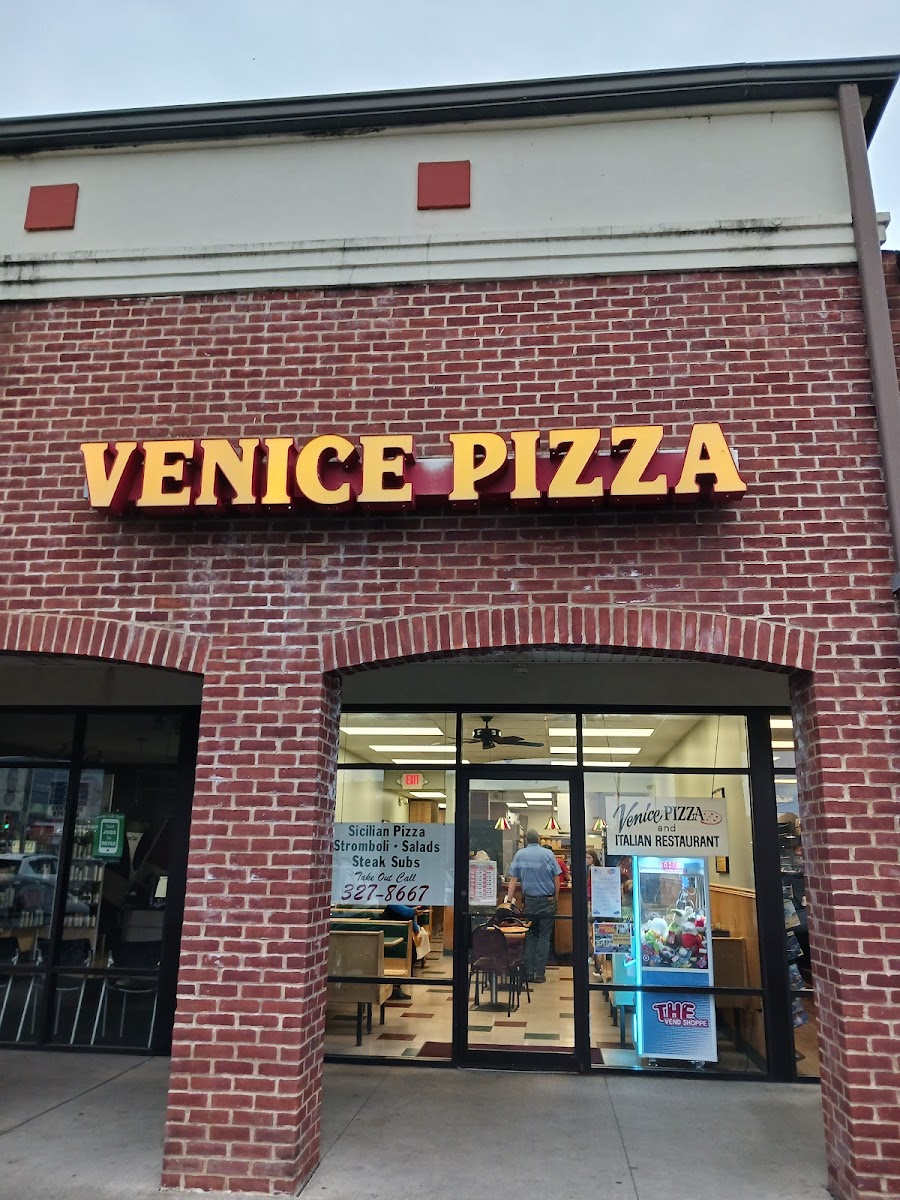 VENICE PIZZA
EXIT
Sicilian Pizza
Stromboli • Salads
Steak Subs
Take Out Call
327-8667
Venice PIZZA
and
ITALIAN RESTAURANT
THE
VEND SHOPPE